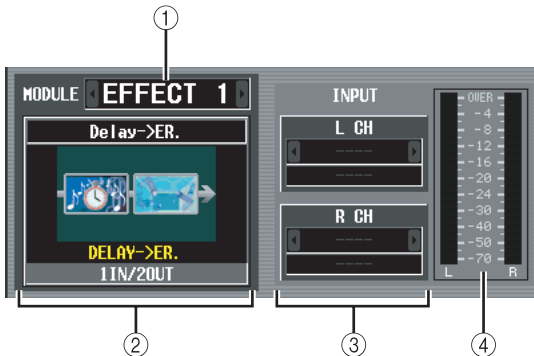 ①
MODULE EFFECT 1
Delay->ER.
DELAY->ER.
1IN/2OUT
INPUT
L CH
----
----
R CH
----
----
OVER
-4
-8
-12
-16
-20
-24
-30
-40
-50
-70
L R
② ③ ④